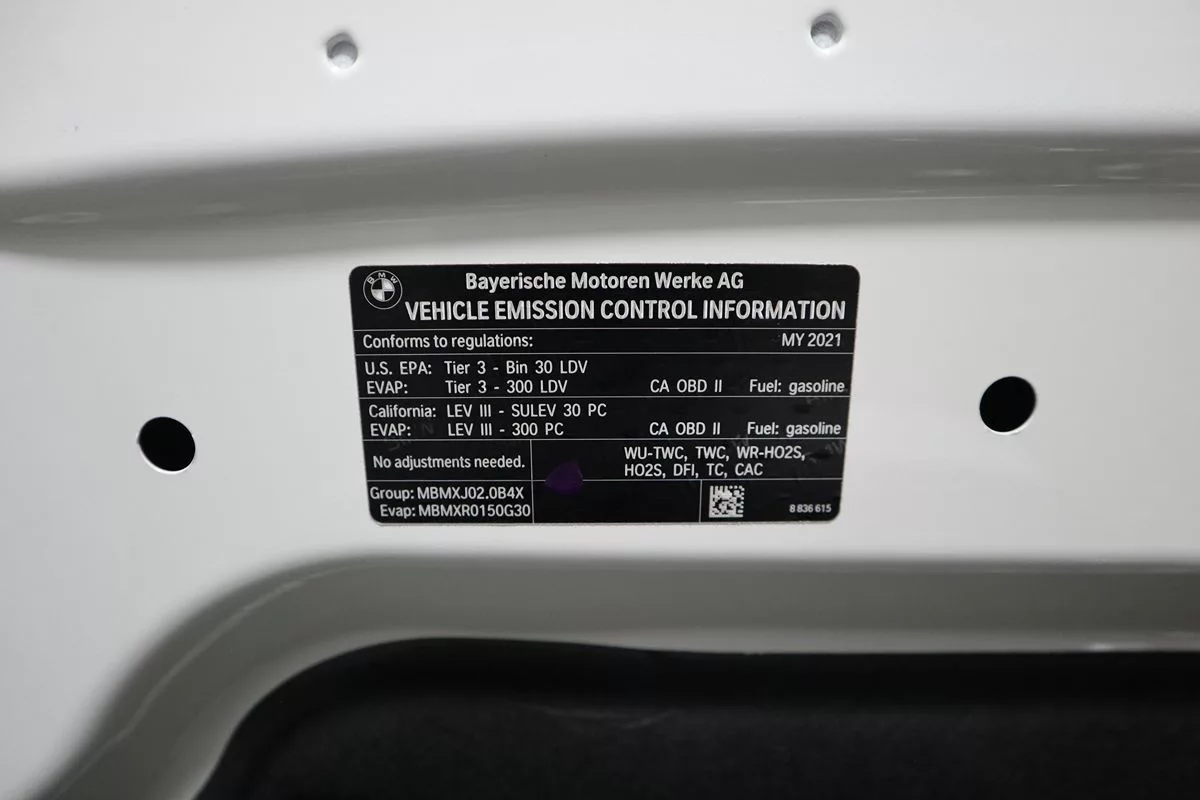 BMW
Bayerische Motoren Werke AG
VEHICLE EMISSION CONTROL INFORMATION
Conforms to regulations: MY 2021
U.S. EPA: Tier 3 - Bin 30 LDV
EVAP: Tier 3 - 300 LDV CA OBD II Fuel: gasoline
California: LEV III - SULEV 30 PC
EVAP: LEV III - 300 PC CA OBD II Fuel: gasoline
No adjustments needed.
WU-TWC, TWC, WR-HO2S,
HO2S, DFI, TC, CAC
Group: MBMXJ02.0B4X
Evap: MBMXR0150G30
8 836 615